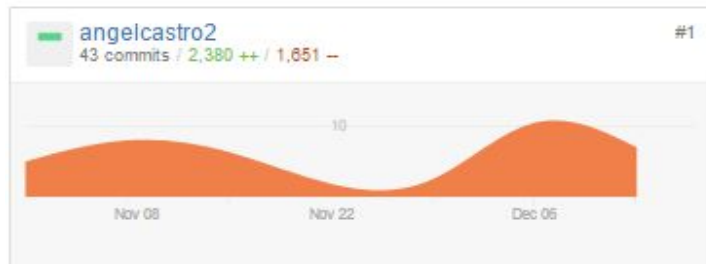 angelcastro2 #1
43 commits / 2,380 ++ / 1,651 --
10
Nov 08 Nov 22 Dec 06